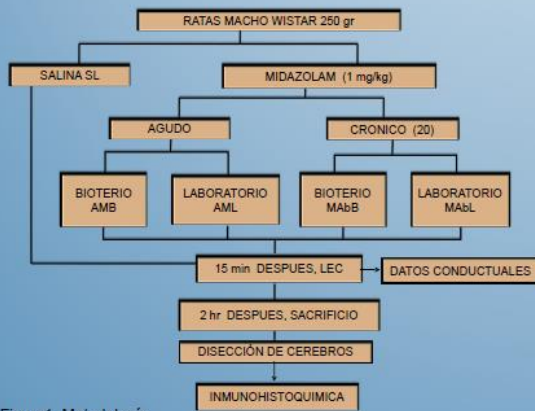 RATAS MACHO WISTAR 250 gr
SALINA SL
MIDAZOLAM (1 mg/kg)
AGUDO
CRONICO (20)
BIOTERIO
AMB
LABORATORIO
AML
BIOTERIO
MAbB
LABORATORIO
MAbL
15 min DESPUES, LEC
DATOS CONDUCTUALES
2 hr DESPUES, SACRIFICIO
DISECCIÓN DE CEREBROS
INMUNOHISTOQUIMICA